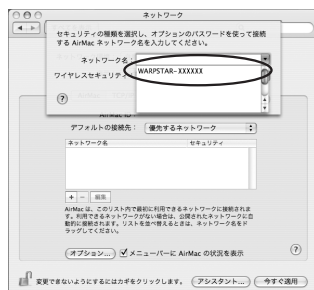 ネットワーク
セキュリティの種類を選択し、オプションのパスワードを使って接続
する AirMac ネットワーク名を入力してください。
ネットワーク名：
ワイヤレスセキュリティ
WARPSTAR-XXXXXX
デフォルトの接続先： 優先するネットワーク
ネットワーク名 セキュリティ
編集
AirMac は、このリスト内で最初に利用できるネットワークに接続されま
す。利用できるネットワークがない場合は、公開されたネットワークに自
動的に接続されます。リストを並べ替えるときは、ネットワーク名をド
ラッグしてください。
オプション... メニューバーに AirMac の状況を表示
変更できないようにするにはカギをクリックします。 アシスタント... 今すぐ適用